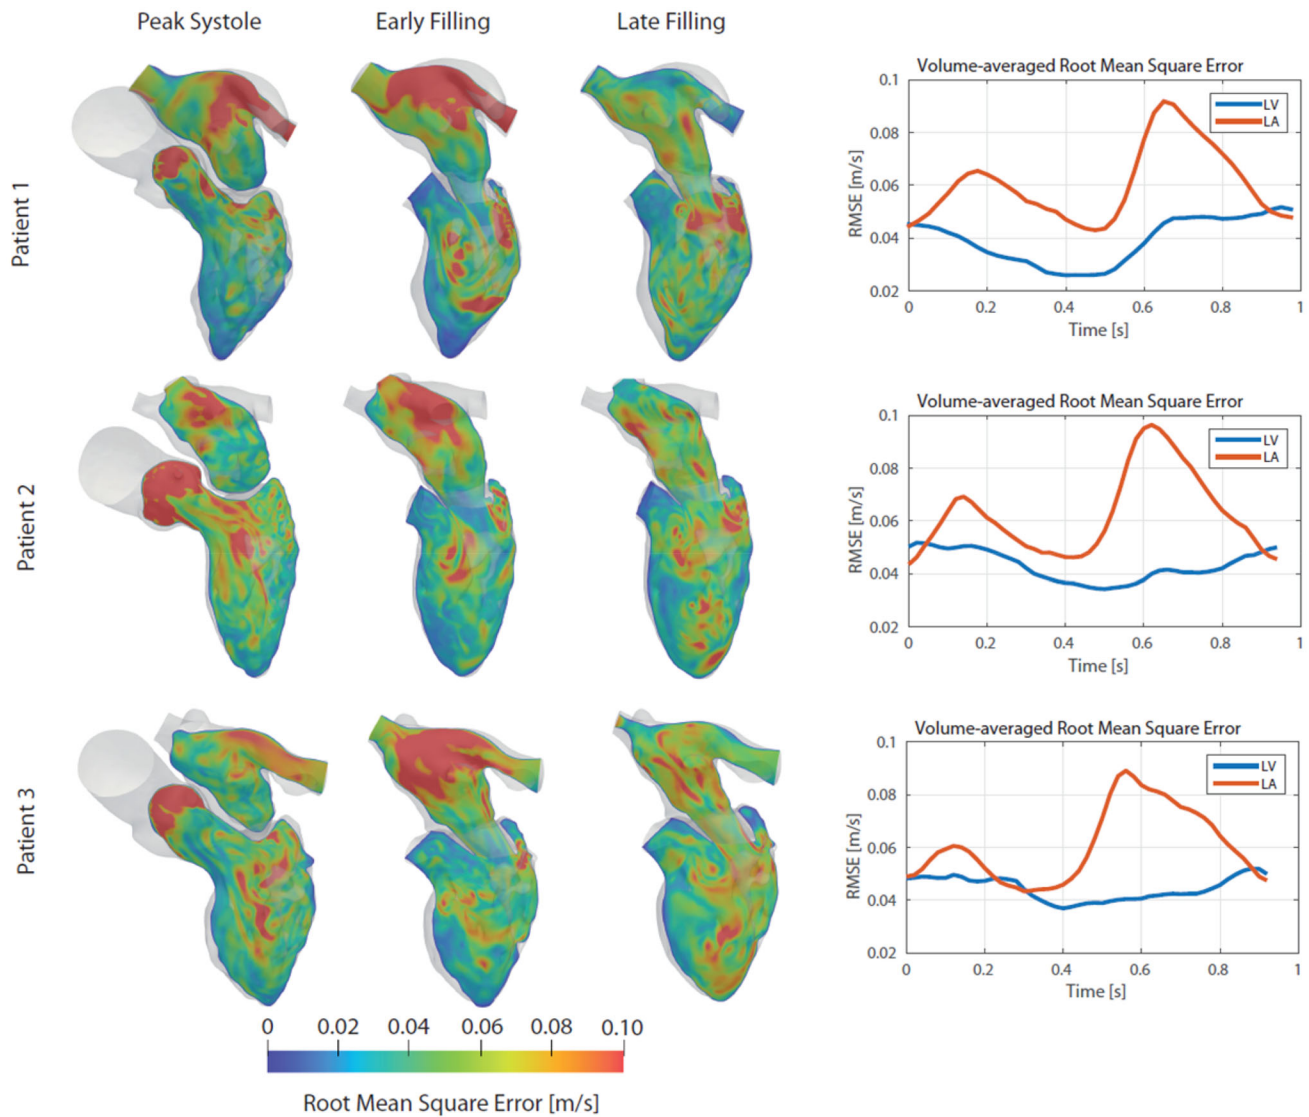 Peak Systole
Early Filling
Late Filling
Patient 1
Volume-averaged Root Mean Square Error
0.1
0.08
0.06
0.04
0.02
RMSE [m/s]
LV
LA
0 0.2 0.4 0.6 0.8 1
Time [s]
Patient 2
Volume-averaged Root Mean Square Error
0.1
0.08
0.06
0.04
0.02
RMSE [m/s]
LV
LA
0 0.2 0.4 0.6 0.8 1
Time [s]
Patient 3
Volume-averaged Root Mean Square Error
0.1
0.08
0.06
0.04
0.02
RMSE [m/s]
LV
LA
0 0.2 0.4 0.6 0.8 1
Time [s]
0 0.02 0.04 0.06 0.08 0.10
Root Mean Square Error [m/s]